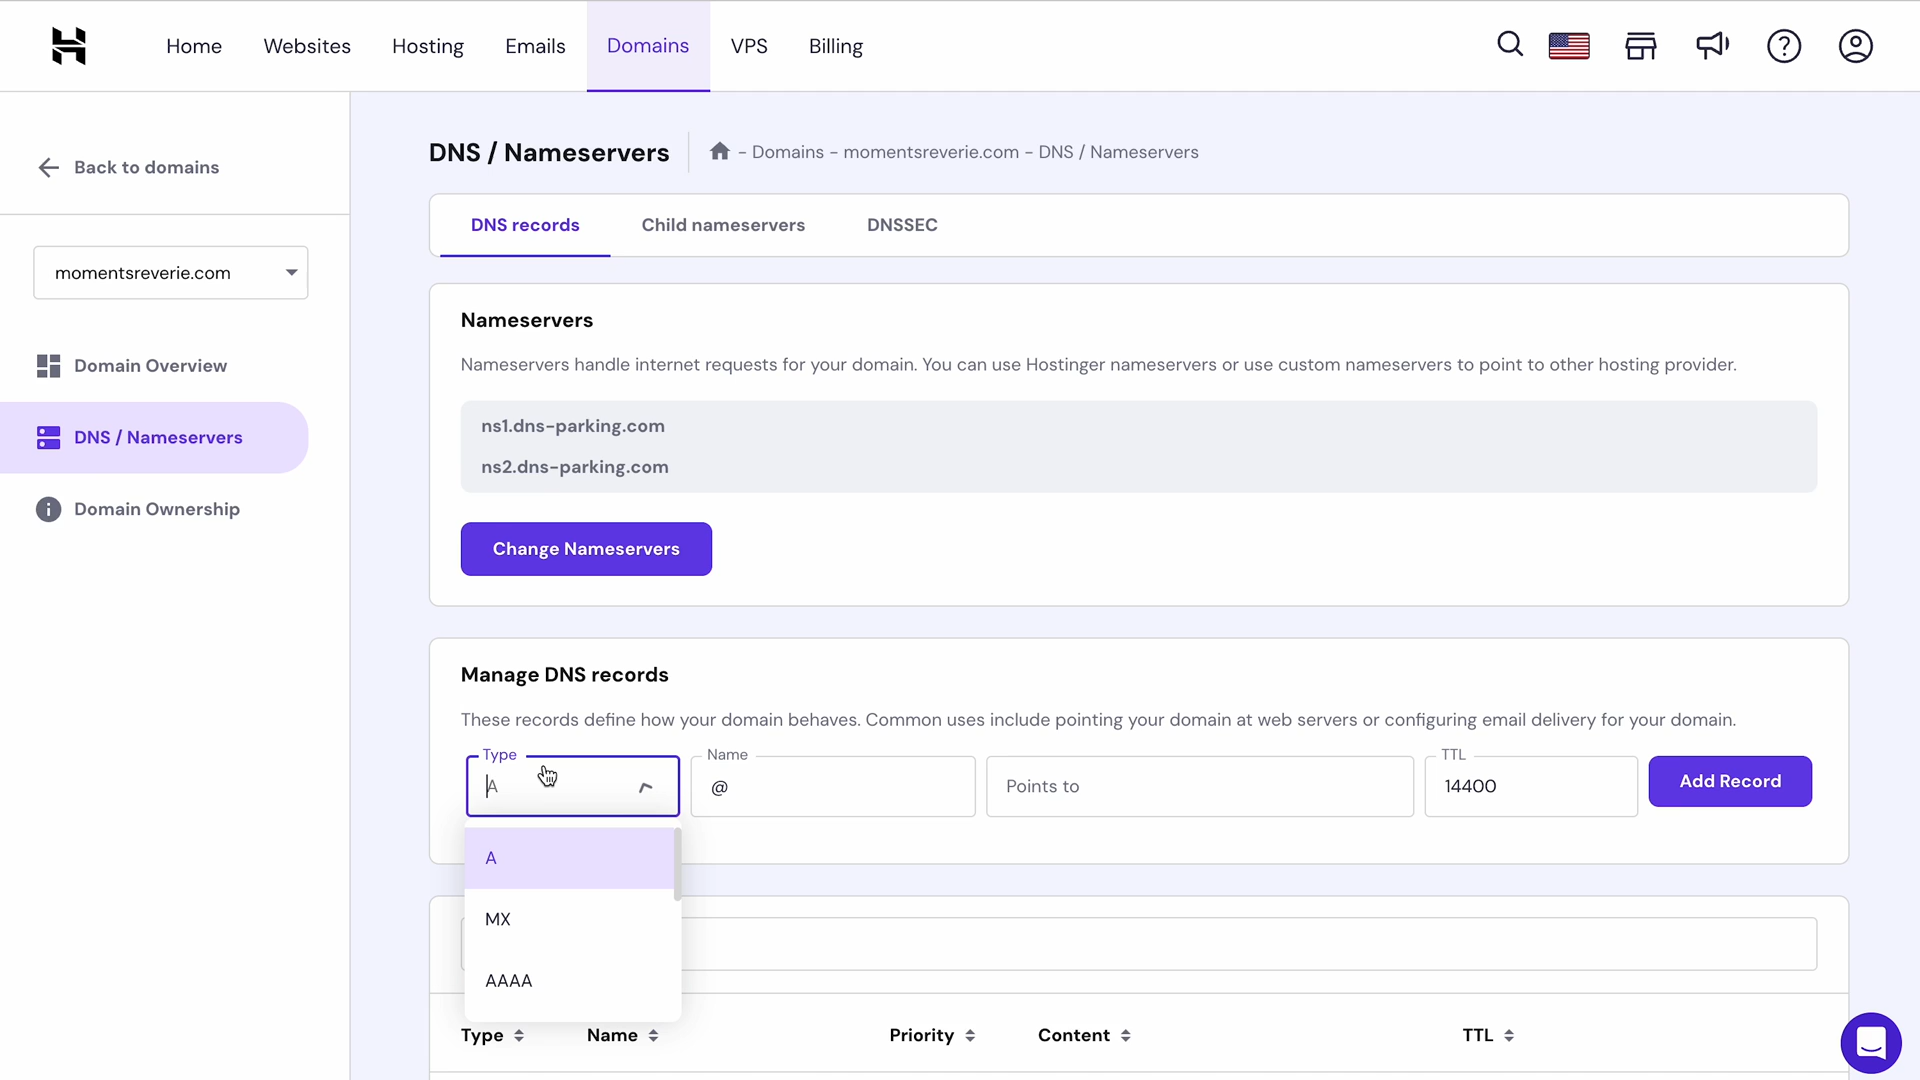 Home Websites Hosting Emails Domains VPS Billing
Back to domains
momentsreverie.com
Domain Overview
DNS / Nameservers
Domain Ownership
DNS / Nameservers
- Domains - momentsreverie.com - DNS / Nameservers
DNS records Child nameservers DNSSEC
Nameservers
Nameservers handle internet requests for your domain. You can use Hostinger nameservers or use custom nameservers to point to other hosting provider.
ns1.dns-parking.com
ns2.dns-parking.com
Change Nameservers
Manage DNS records
These records define how your domain behaves. Common uses include pointing your domain at web servers or configuring email delivery for your domain.
Type Name TTL
A @ Points to 14400 Add Record
A
MX
AAAA
Type Name Priority Content TTL